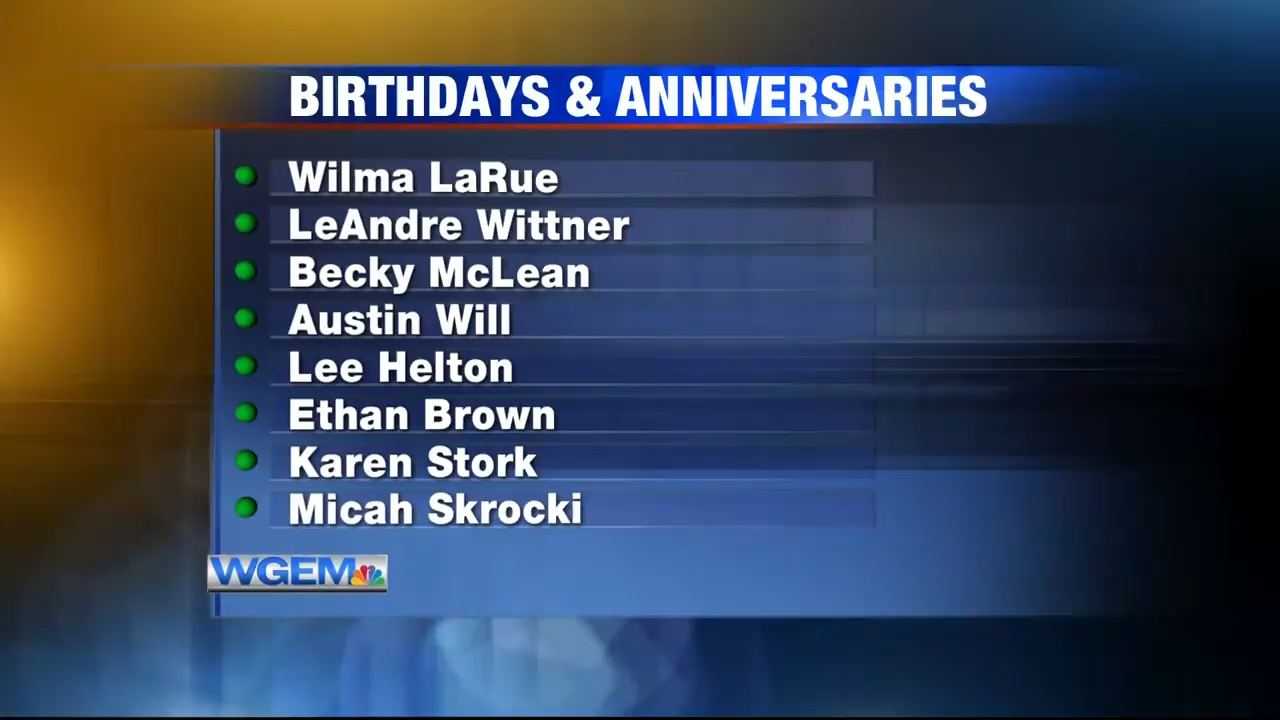 BIRTHDAYS & ANNIVERSARIES
Wilma LaRue
LeAndre Wittner
Becky McLean
Austin Will
Lee Helton
Ethan Brown
Karen Stork
Micah Skrocki
WGEM